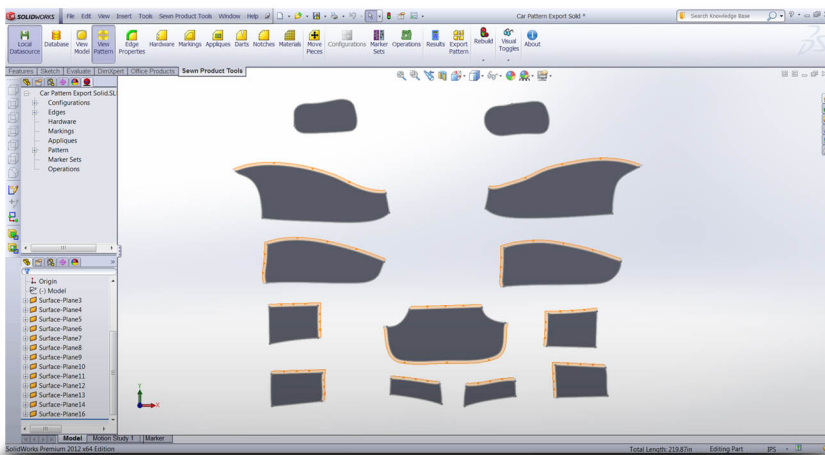 SOLIDWORKS File Edit View Insert Tools Sewn Product Tools Window Help Car Pattern Export Solid * Search Knowledge Base
Local Datasource Database View Model View Pattern Edge Properties Hardware Markings Appliques Darts Notches Materials Move Pieces Configurations Marker Sets Operations Results Export Pattern Rebuild Visual Toggles About
Features Sketch Evaluate DimXpert Office Products Sewn Product Tools
Car Pattern Export Solid.SL
Configurations
Edges
Hardware
Markings
Appliques
Pattern
Marker Sets
Operations
Origin
(-) Model
Surface-Plane3
Surface-Plane4
Surface-Plane5
Surface-Plane6
Surface-Plane7
Surface-Plane8
Surface-Plane9
Surface-Plane10
Surface-Plane11
Surface-Plane12
Surface-Plane13
Surface-Plane14
Surface-Plane16
Y
X
Model Motion Study 1 Marker
SolidWorks Premium 2012 x64 Edition Total Length: 219.87in Editing Part IPS